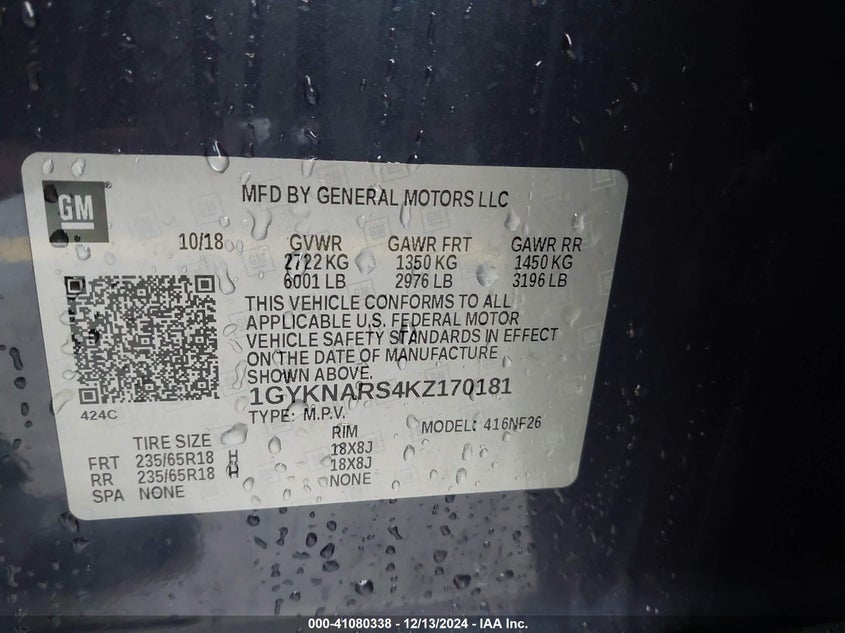 GM
MFD BY GENERAL MOTORS LLC
10/18 GVWR GAWR FRT GAWR RR
2722 KG 1350 KG 1450 KG
6001 LB 2976 LB 3196 LB
THIS VEHICLE CONFORMS TO ALL
APPLICABLE U.S. FEDERAL MOTOR
VEHICLE SAFETY STANDARDS IN EFFECT
ON THE DATE OF MANUFACTURE
SHOWN ABOVE.
1GYKNARS4KZ170181
424C
TYPE: M.P.V. MODEL: 416NF26
TIRE SIZE RIM
FRT 235/65R18 H 18X8J
RR 235/65R18 H 18X8J
SPA NONE NONE
000-41080338 - 12/13/2024 - IAA Inc.